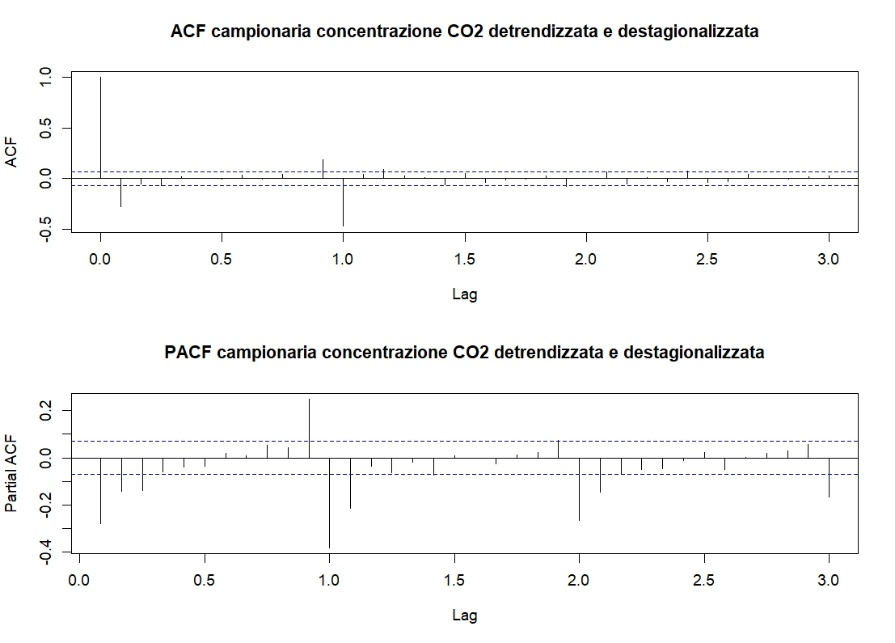 ACF campionaria concentrazione CO2 detrendizzata e destagionalizzata
ACF
1.0
0.5
0.0
-0.5
0.0 0.5 1.0 1.5 2.0 2.5 3.0
Lag
PACF campionaria concentrazione CO2 detrendizzata e destagionalizzata
Partial ACF
0.2
0.0
-0.2
-0.4
0.0 0.5 1.0 1.5 2.0 2.5 3.0
Lag